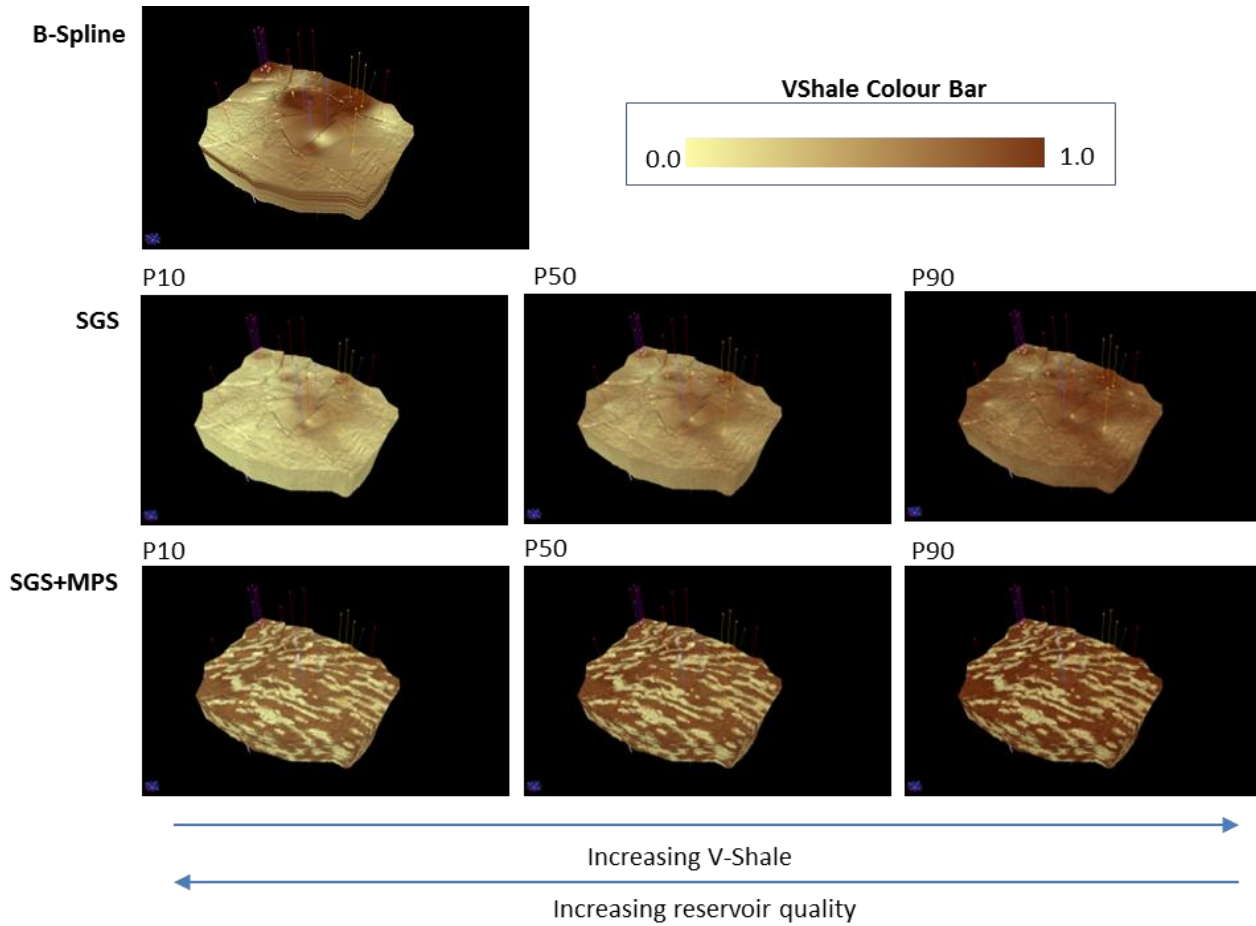 B-Spline
VShale Colour Bar
0.0
1.0
P10
P50
P90
SGS
P10
P50
P90
SGS+MPS
Increasing V-Shale
Increasing reservoir quality